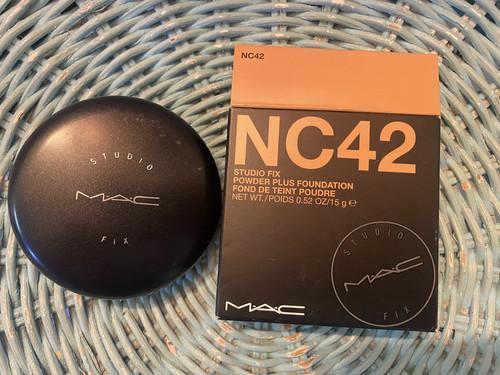 STUDIO
MAC
FIX
NC42
NC42
STUDIO FIX
POWDER PLUS FOUNDATION
FOND DE TEINT POUDRE
NET WT./POIDS 0.52 OZ/15 g ℮
STUDIO
MAC
FIX
MAC